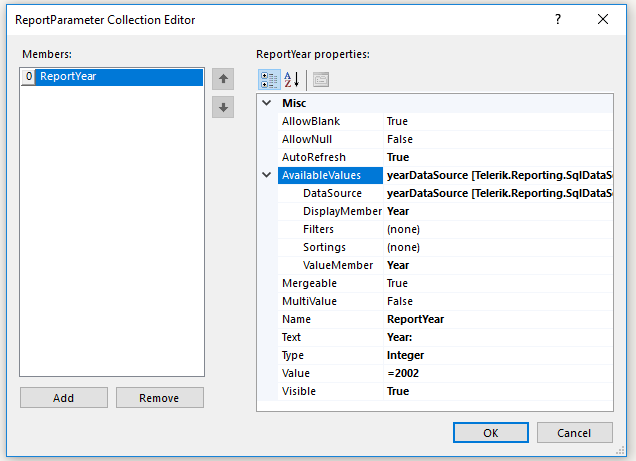 ReportParameter Collection Editor
?
Members:
0 ReportYear
Add
Remove
ReportYear properties:
A
Z
Misc
AllowBlank True
AllowNull False
AutoRefresh True
AvailableValues yearDataSource [Telerik.Reporting.SqlDataS
DataSource yearDataSource [Telerik.Reporting.SqlDataS
DisplayMember Year
Filters (none)
Sortings (none)
ValueMember Year
Mergeable True
MultiValue False
Name ReportYear
Text Year:
Type Integer
Value =2002
Visible True
OK
Cancel